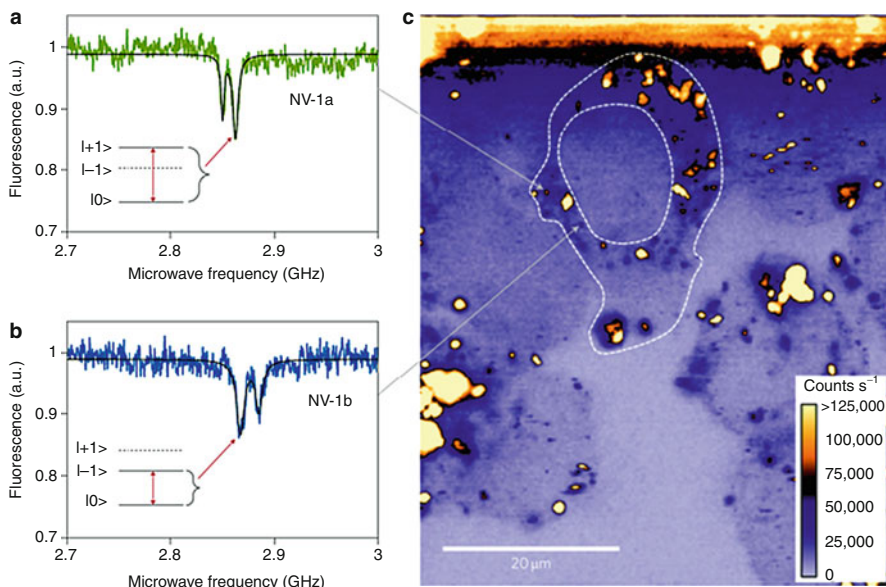 a
1
0.9
0.8
0.7
Fluorescence (a.u.)
NV-1a
|+1>
|−1>
|0>
2.7
2.8
2.9
3
Microwave frequency (GHz)
b
1
0.9
0.8
0.7
Fluorescence (a.u.)
NV-1b
|+1>
|−1>
|0>
2.7
2.8
2.9
3
Microwave frequency (GHz)
c
20 µm
Counts s⁻¹
>125,000
100,000
75,000
50,000
25,000
0